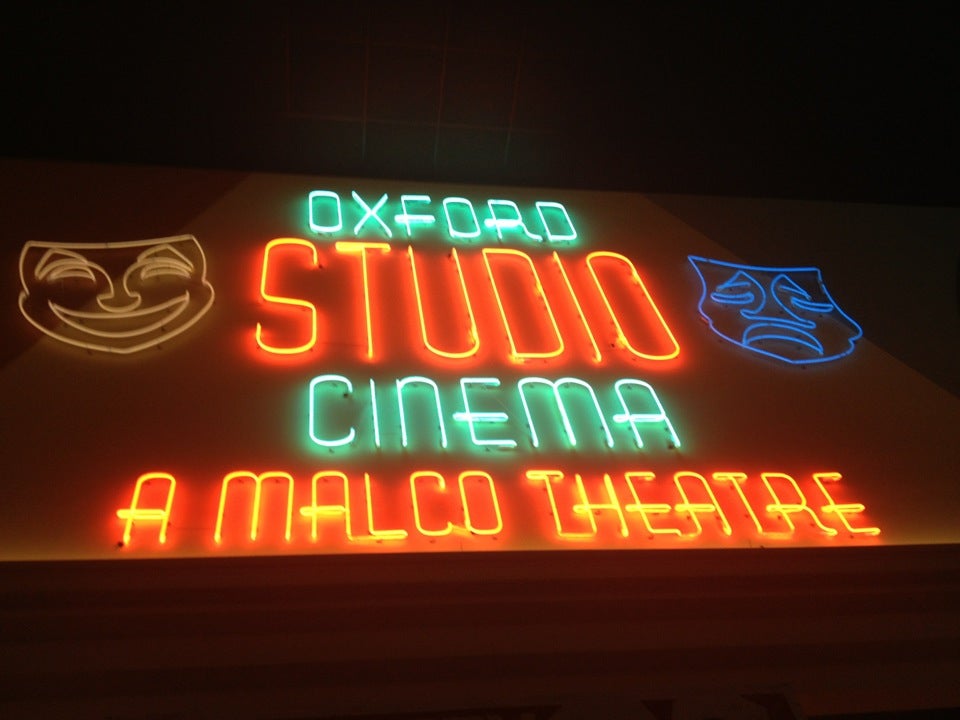 OXFORD
STUDIO
CINEMA
A MALCO THEATRE